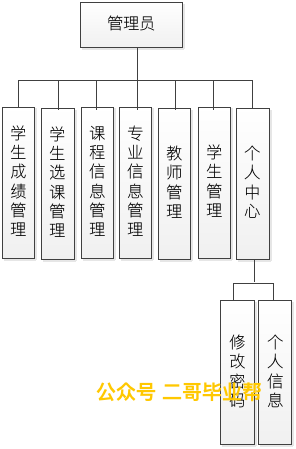 管理员
学生成绩管理
学生选课管理
课程信息管理
专业信息管理
教师管理
学生管理
个人中心
修改密码
个人信息
公众号 二哥毕业帮